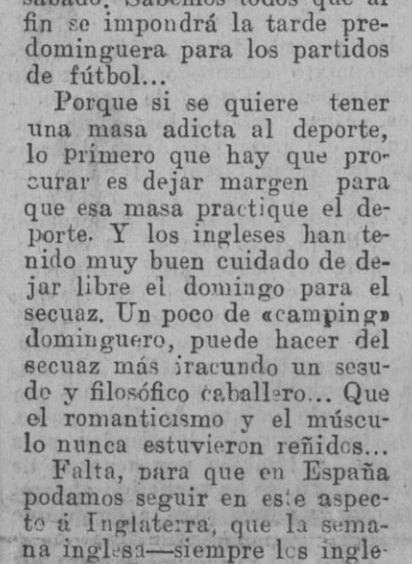 sábado. Sabemos todos que al
fin se impondrá la tarde pre-
dominguera para los partidos
de fútbol...
Porque si se quiere tener
una masa adicta al deporte,
lo primero que hay que pro-
curar es dejar margen para
que esa masa practique el de-
porte. Y los ingleses han te-
nido muy buen cuidado de de-
jar libre el domingo para el
secuaz. Un poco de «camping»
dominguero, puede hacer del
secuaz más iracundo un sesu-
do y filosófico caballero... Que
el romanticismo y el múscu-
lo nunca estuvieron reñidos...
Falta, para que en España
podamos seguir en este aspec-
to á Inglaterra, que la sema-
na inglesa—siempre los ingle-